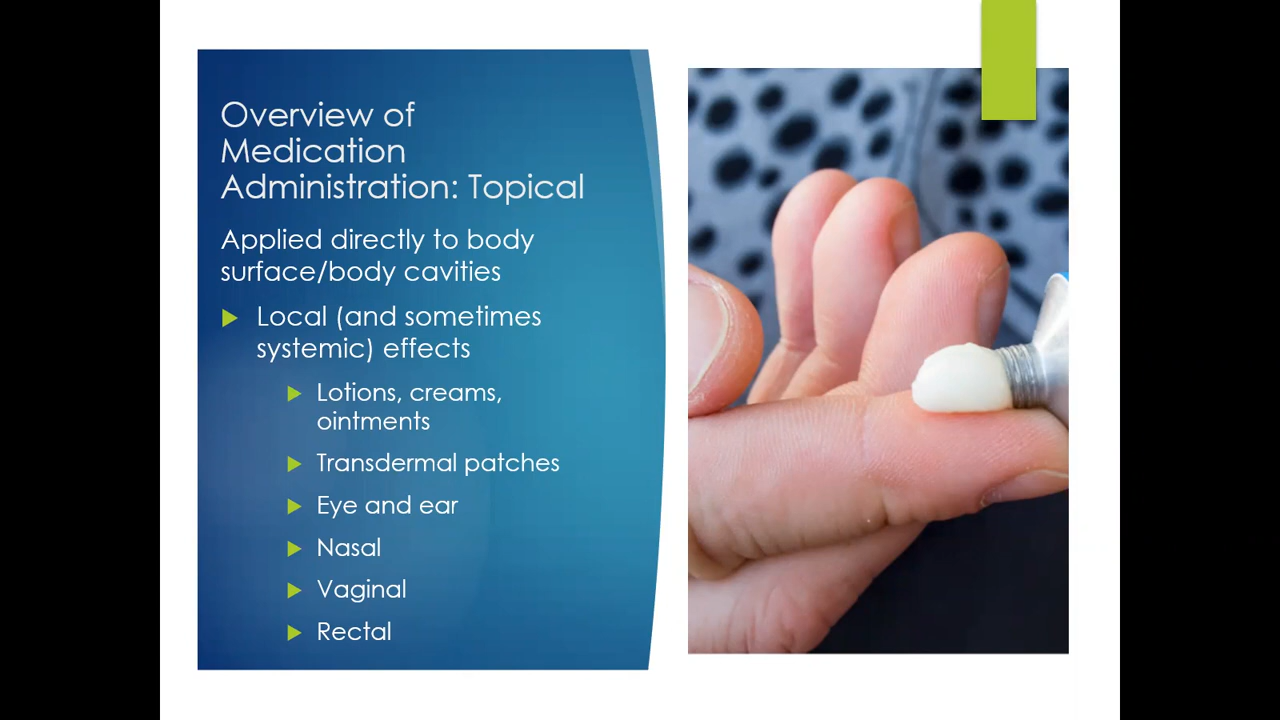 Overview of
Medication
Administration: Topical
Applied directly to body
surface/body cavities
Local (and sometimes
systemic) effects
Lotions, creams,
ointments
Transdermal patches
Eye and ear
Nasal
Vaginal
Rectal